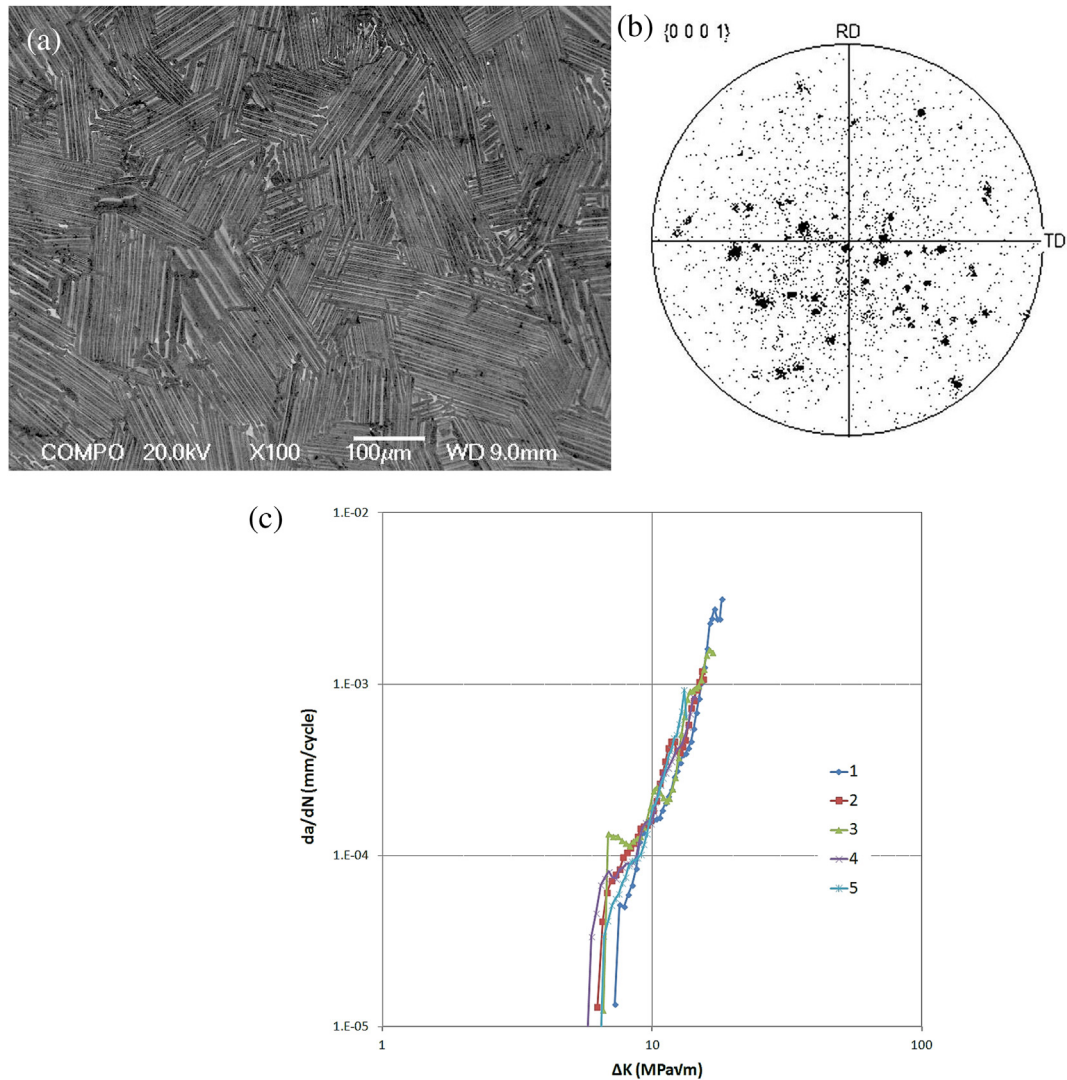 (a)
COMPO 20.0kV X100 100μm WD 9.0mm
(b) {0 0 0 1}
RD
TD
(c)
1.E-02
1.E-03
1.E-04
1.E-05
da/dN (mm/cycle)
1 10 100
ΔK (MPa√m)
1
2
3
4
5